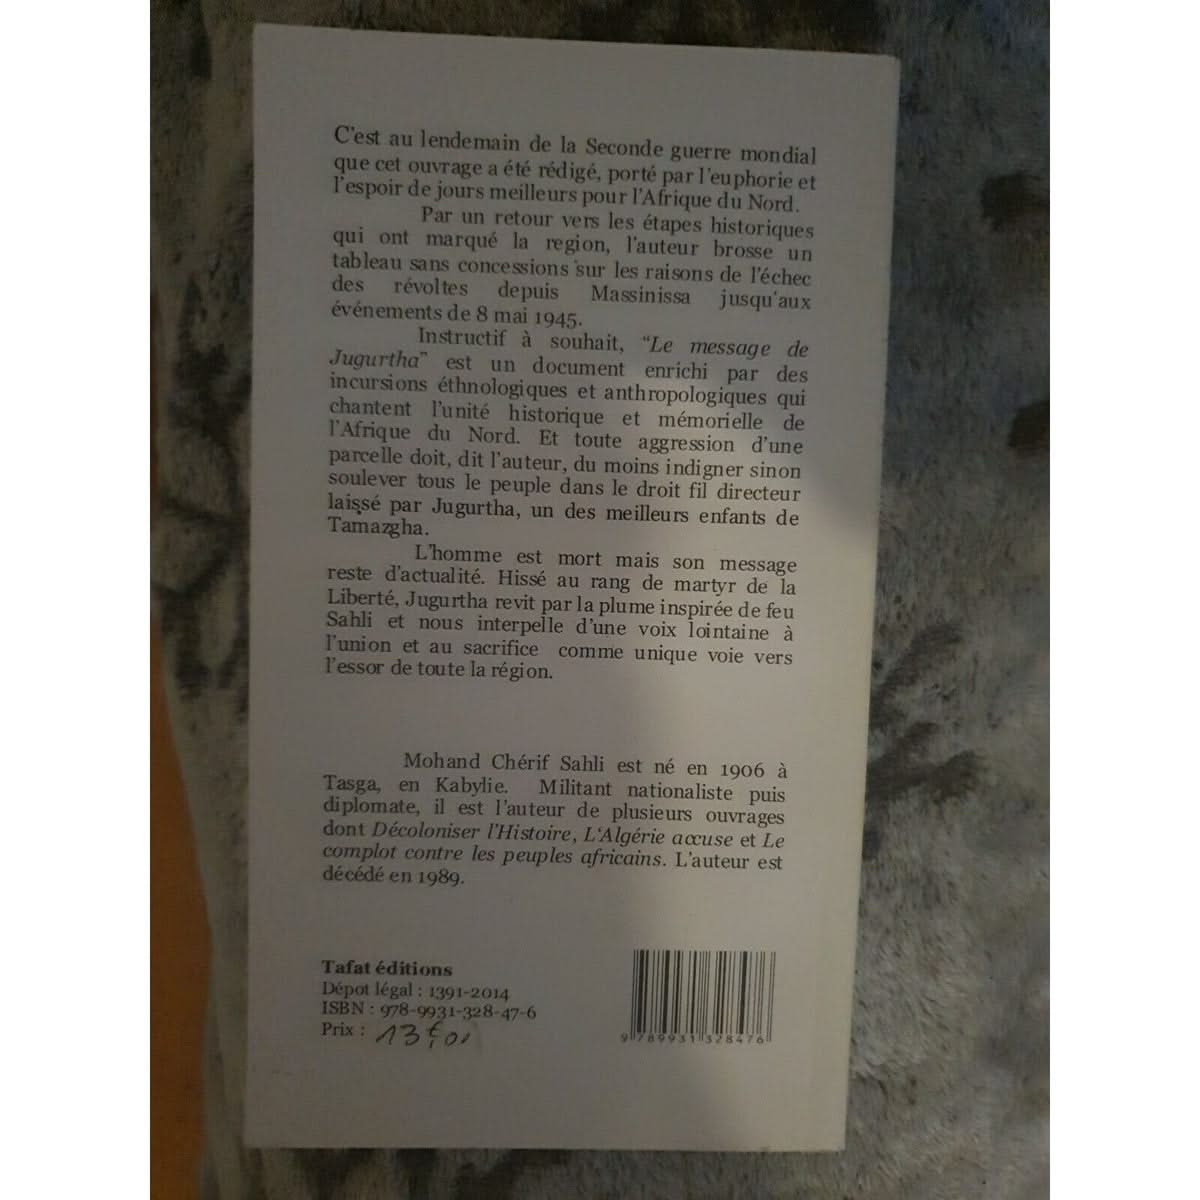 C'est au lendemain de la Seconde guerre mondial
que cet ouvrage a été rédigé, porté par l'euphorie et
l'espoir de jours meilleurs pour l'Afrique du Nord.
Par un retour vers les étapes historiques
qui ont marqué la region, l'auteur brosse un
tableau sans concessions sur les raisons de l'échec
des révoltes depuis Massinissa jusqu'aux
événements de 8 mai 1945.
Instructif à souhait, "Le message de
Jugurtha" est un document enrichi par des
incursions éthnologiques et anthropologiques qui
chantent l'unité historique et mémorielle de
l'Afrique du Nord. Et toute aggression d'une
parcelle doit, dit l'auteur, du moins indigner sinon
soulever tous le peuple dans le droit fil directeur
laissé par Jugurtha, un des meilleurs enfants de
Tamazgha.
L'homme est mort mais son message
reste d'actualité. Hissé au rang de martyr de la
Liberté, Jugurtha revit par la plume inspirée de feu
Sahli et nous interpelle d'une voix lointaine à
l'union et au sacrifice comme unique voie vers
l'essor de toute la région.
Mohand Chérif Sahli est né en 1906 à
Tasga, en Kabylie. Militant nationaliste puis
diplomate, il est l'auteur de plusieurs ouvrages
dont Décoloniser l'Histoire, L'Algérie accuse et Le
complot contre les peuples africains. L'auteur est
décédé en 1989.
Tafat éditions
Dépot légal : 1391-2014
ISBN : 978-9931-328-47-6
Prix : 13€,00
9 789931 328476